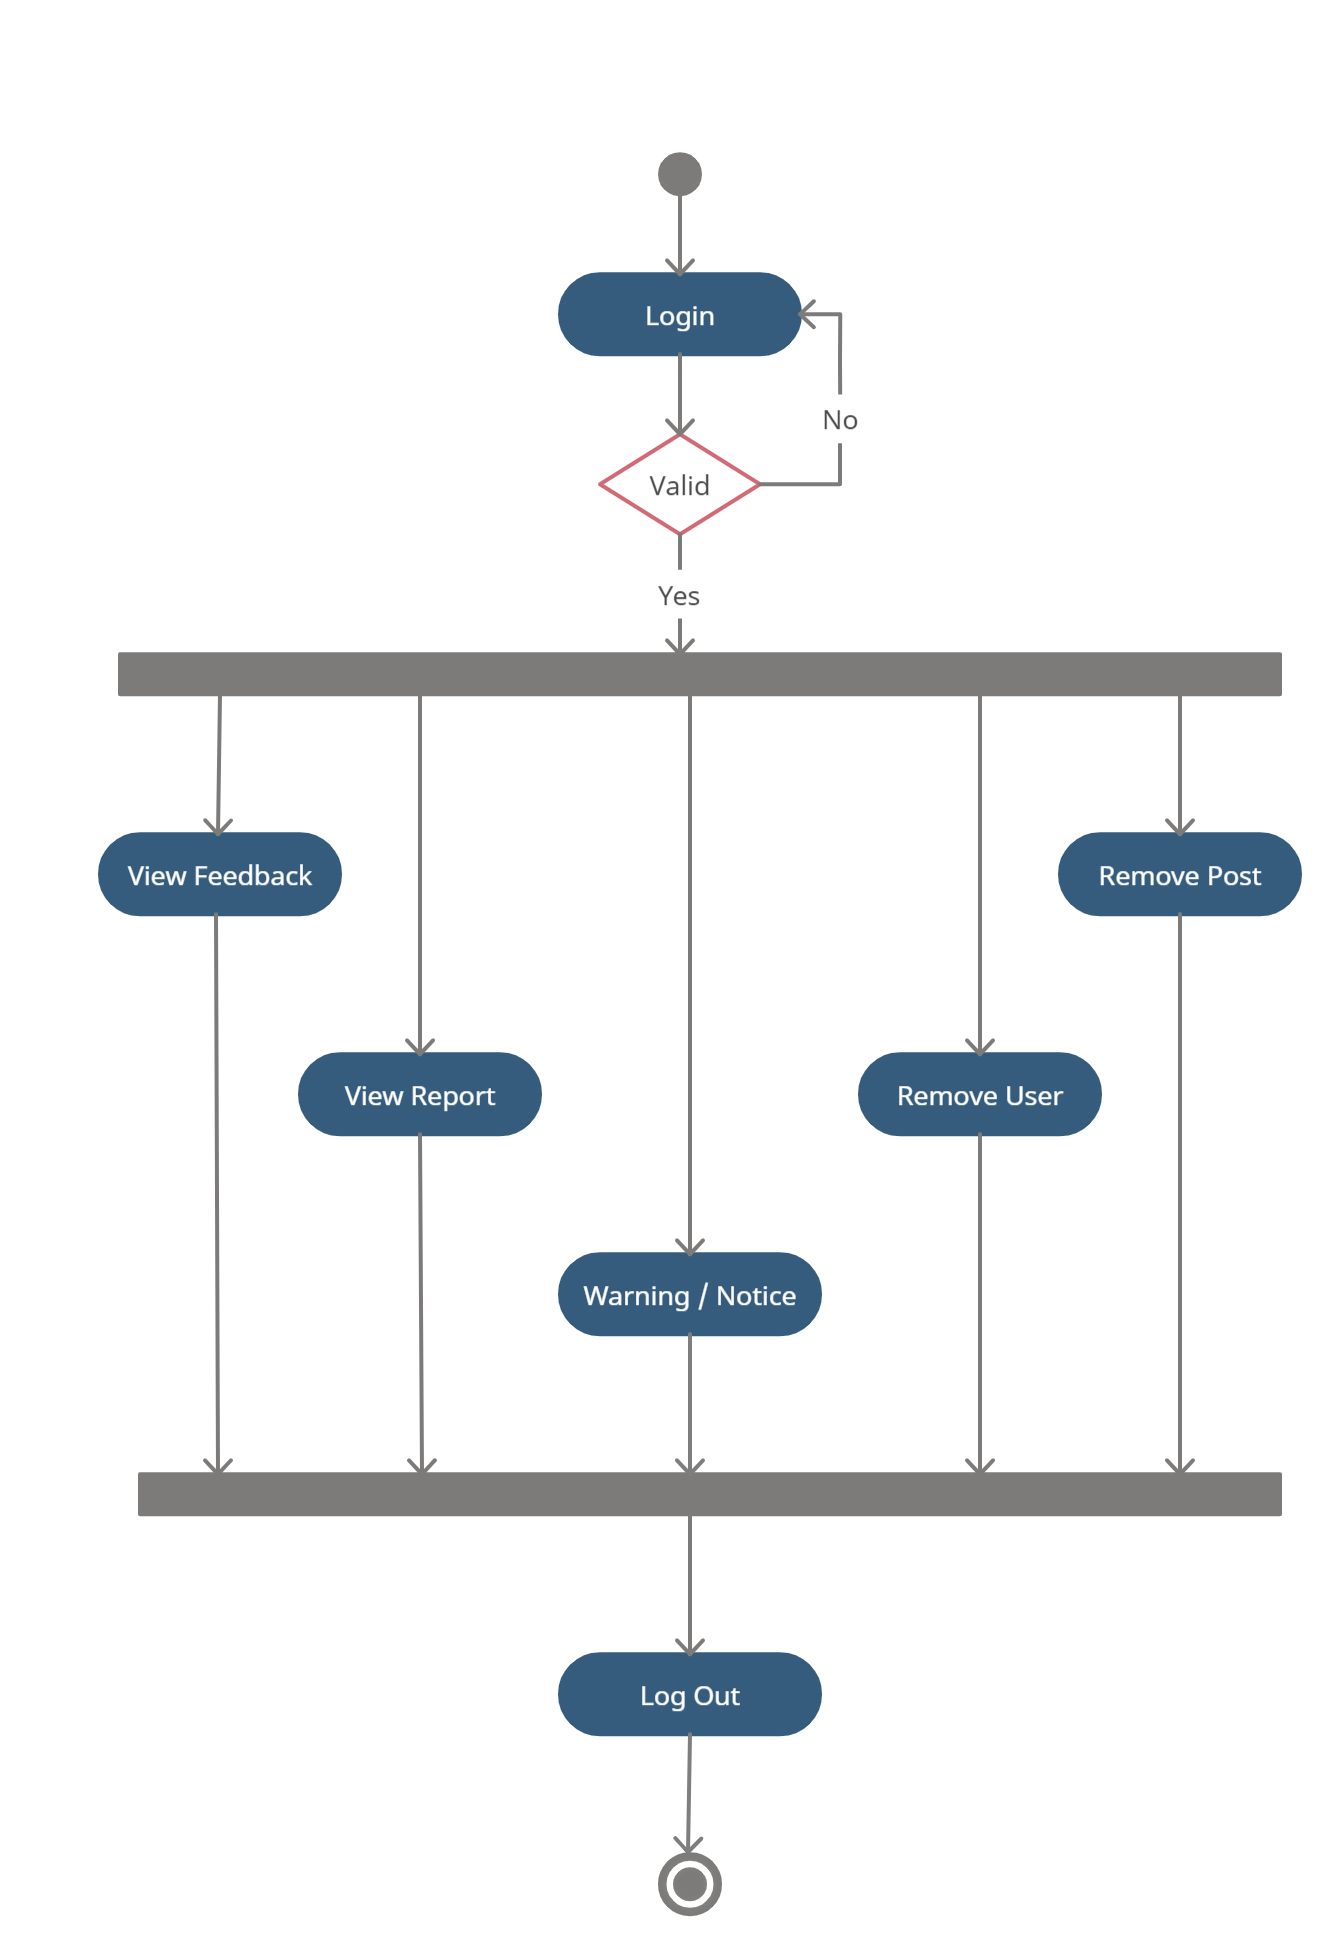 Login
No
Valid
Yes
View Feedback
Remove Post
View Report
Remove User
Warning / Notice
Log Out